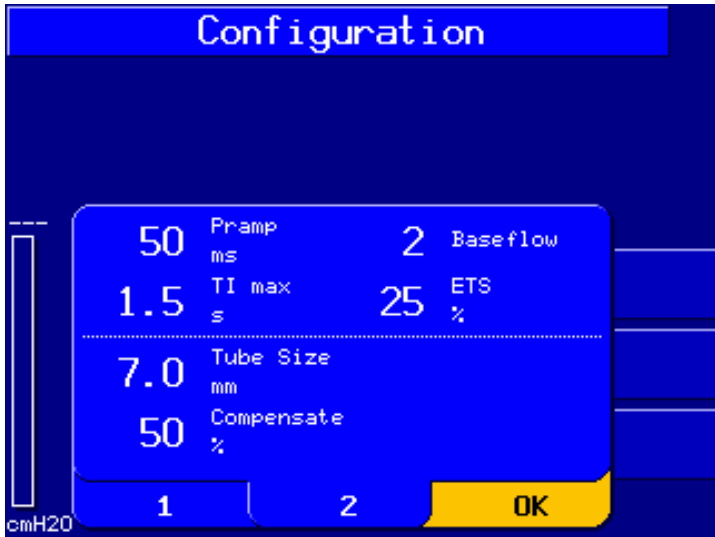 Configuration
---
50 Pramp ms 2 Baseflow
1.5 TI max s 25 ETS %
7.0 Tube Size mm
50 Compensate %
1 2 OK
cmH2O